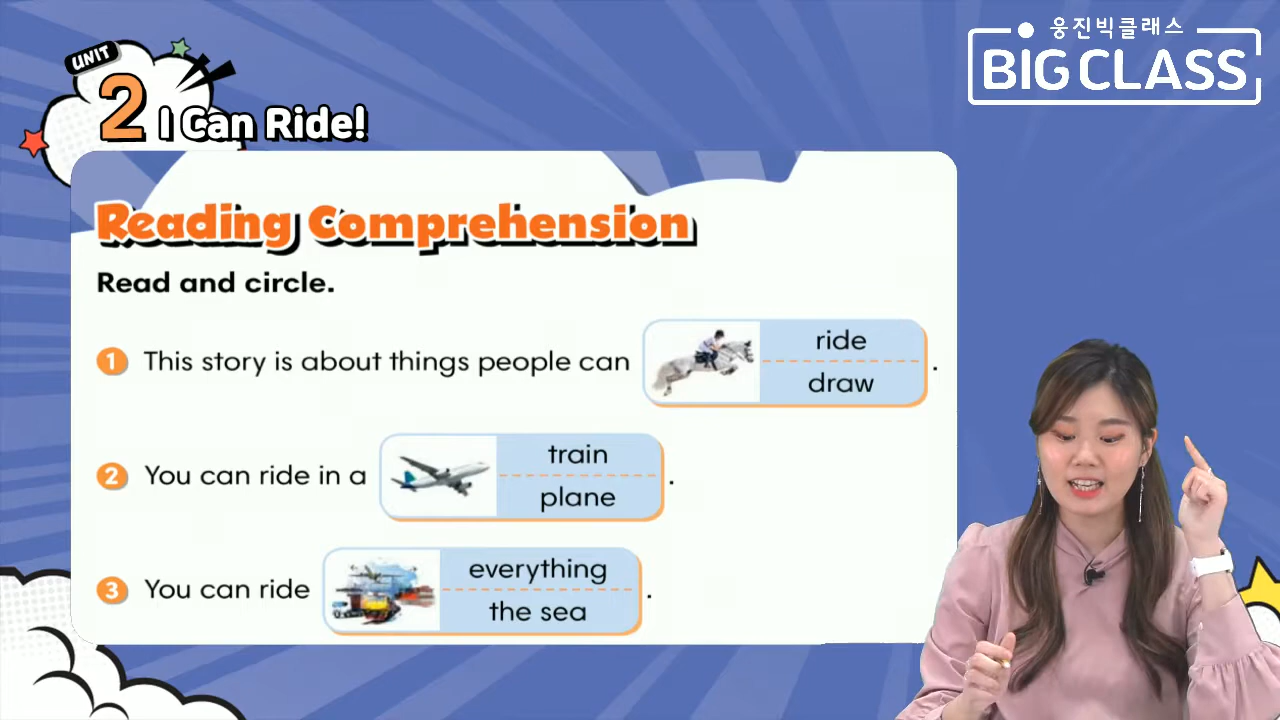 UNIT
2 I Can Ride!
웅진빅클래스
BIG CLASS
Reading Comprehension
Read and circle.
1 This story is about things people can ride
draw .
2 You can ride in a train
plane .
3 You can ride everything
the sea .